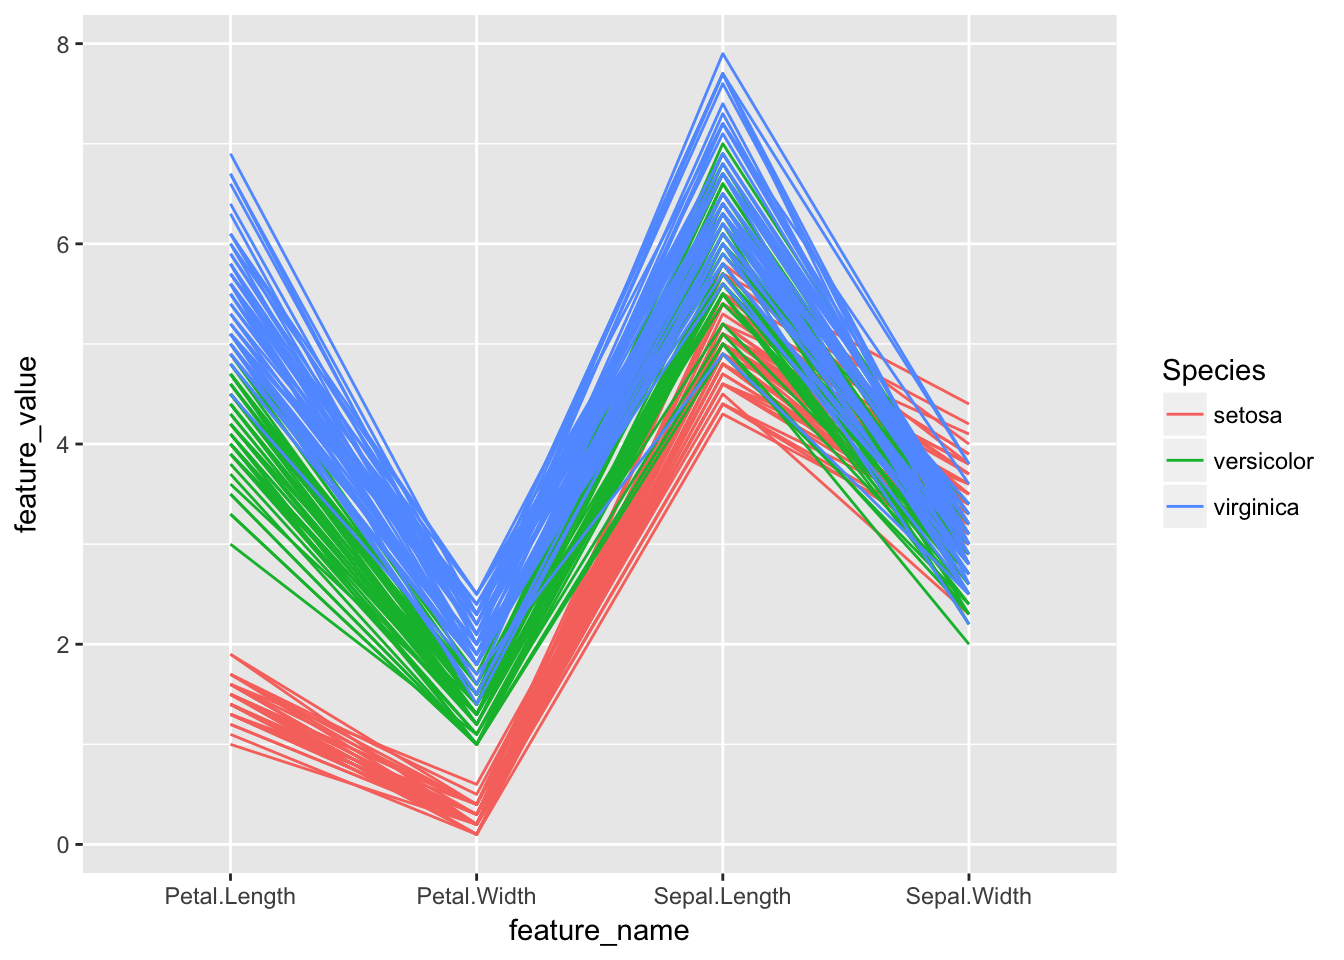 8
6
4
2
0
feature_value
Petal.Length
Petal.Width
Sepal.Length
Sepal.Width
feature_name
Species
setosa
versicolor
virginica